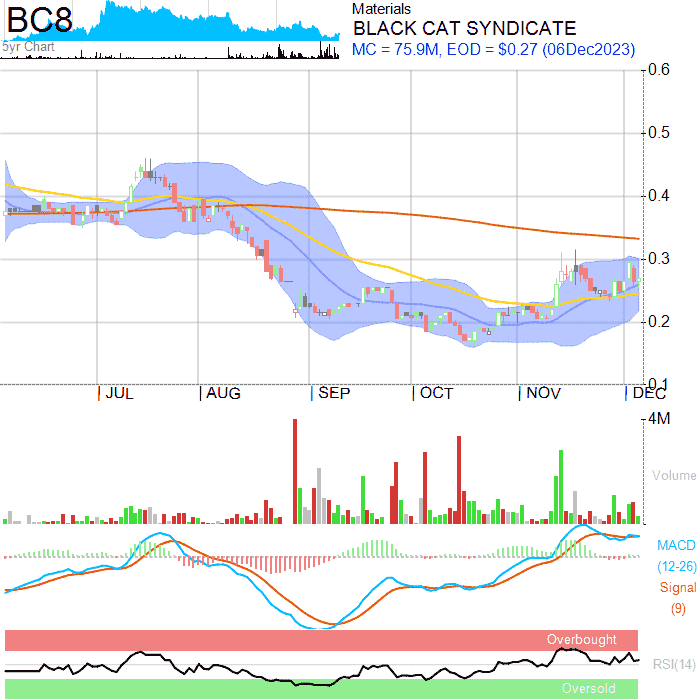 BC8
5yr Chart
Materials
BLACK CAT SYNDICATE
MC = 75.9M, EOD = $0.27 (06Dec2023)
0.6
0.5
0.4
0.3
0.2
0.1
JUL AUG SEP OCT NOV DEC
4M
Volume
MACD
(12-26)
Signal
(9)
Overbought
RSI(14)
Oversold